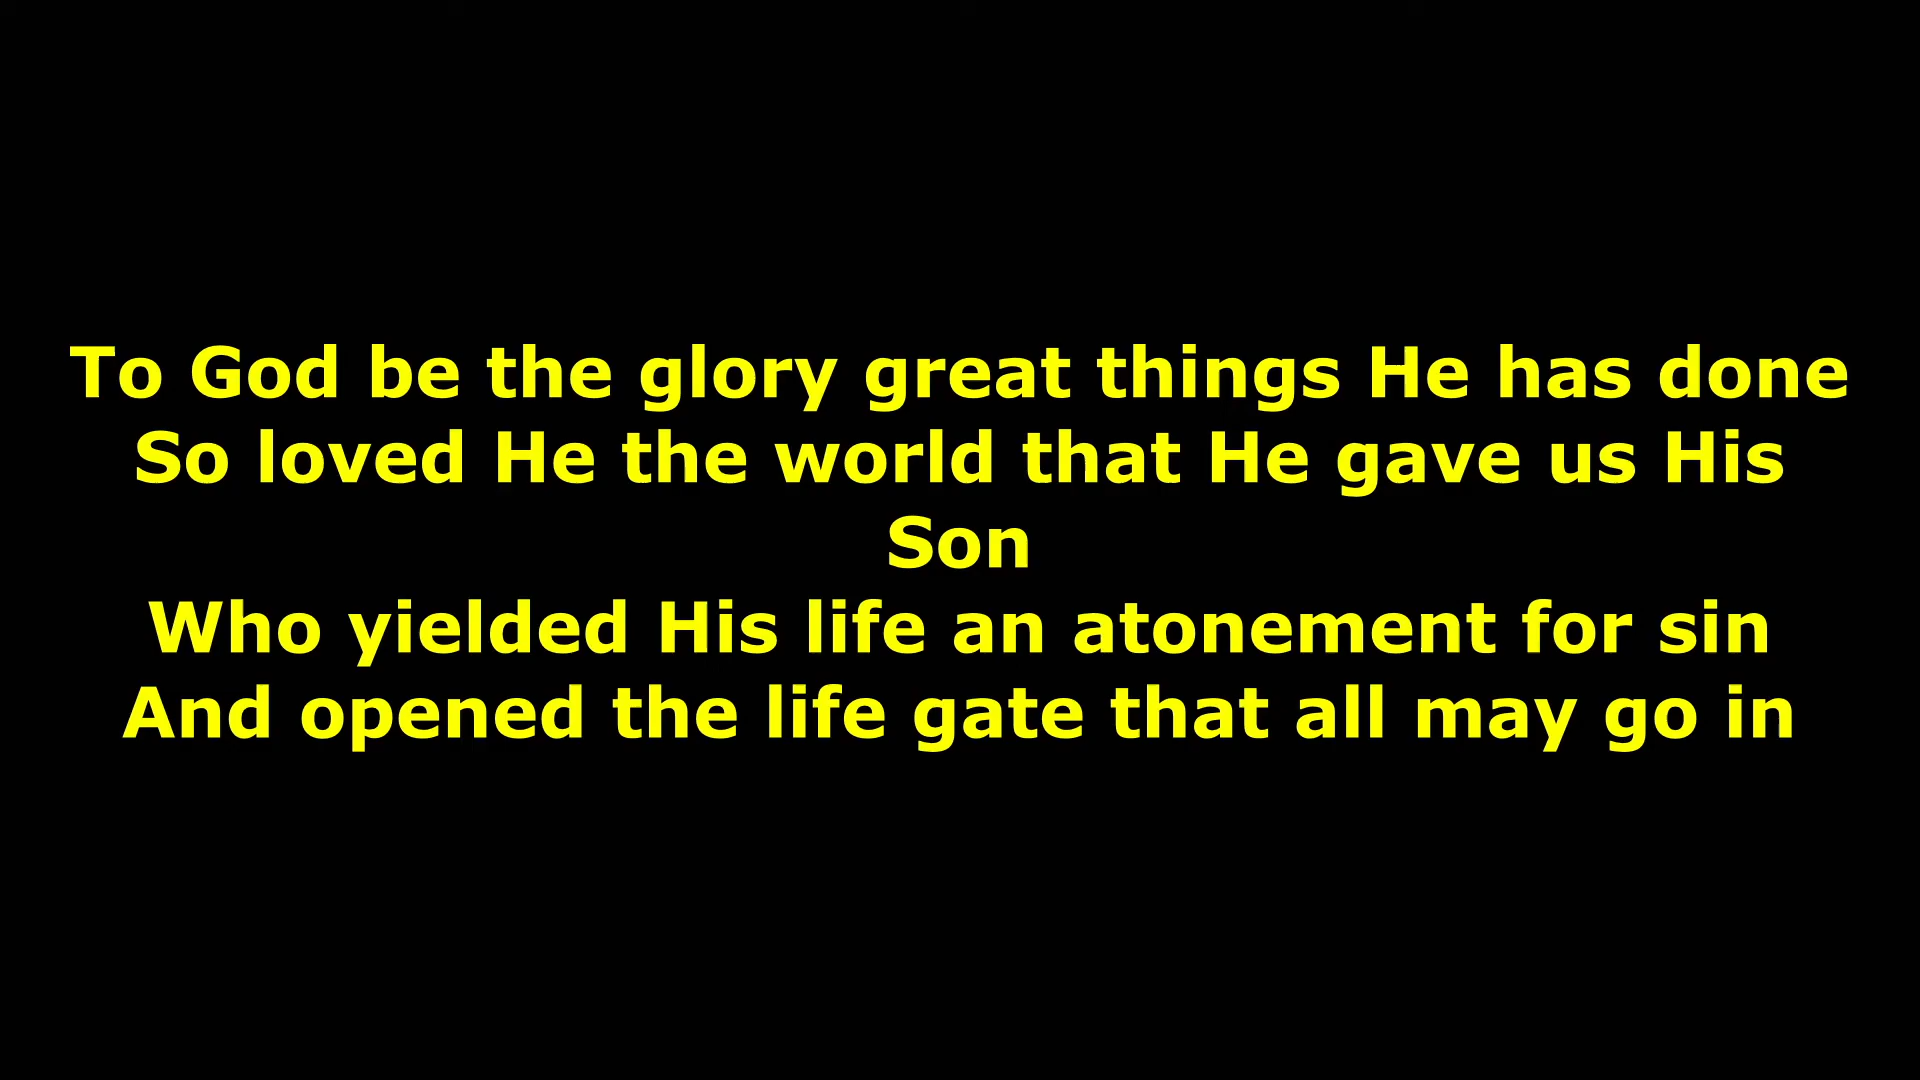 To God be the glory great things He has done
So loved He the world that He gave us His
Son
Who yielded His life an atonement for sin
And opened the life gate that all may go in